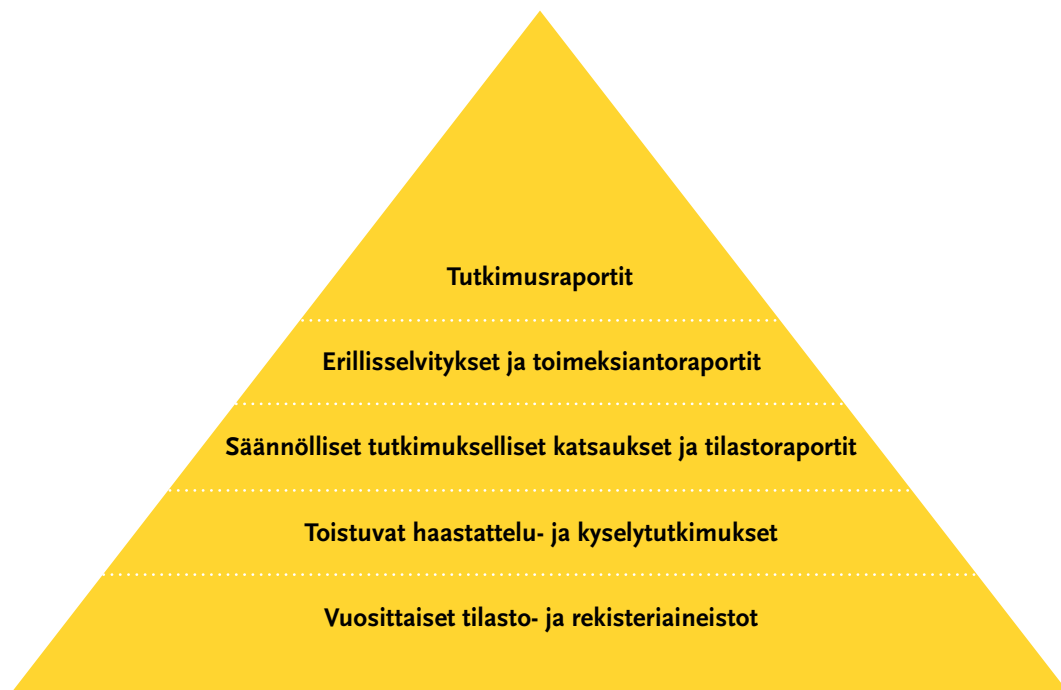 Tutkimusraportit
Erillisselvitykset ja toimeksiantoraportit
Säännölliset tutkimukselliset katsaukset ja tilastoraportit
Toistuvat haastattelu- ja kyselytutkimukset
Vuosittaiset tilasto- ja rekisteriaineistot